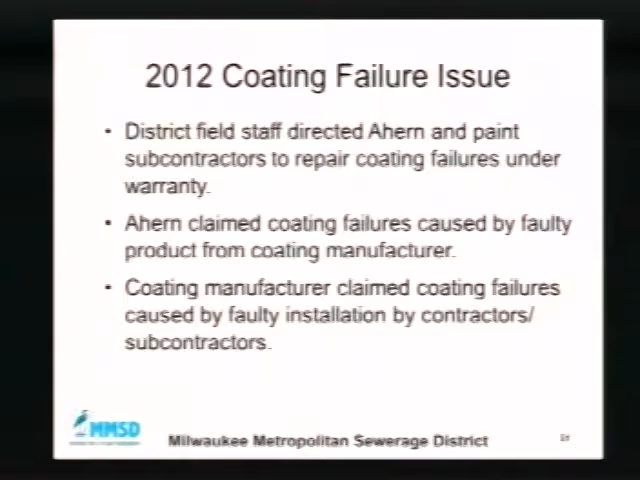 2012 Coating Failure Issue
• District field staff directed Ahern and paint
subcontractors to repair coating failures under
warranty.
• Ahern claimed coating failures caused by faulty
product from coating manufacturer.
• Coating manufacturer claimed coating failures
caused by faulty installation by contractors/
subcontractors.
MMSD
Milwaukee Metropolitan Sewerage District